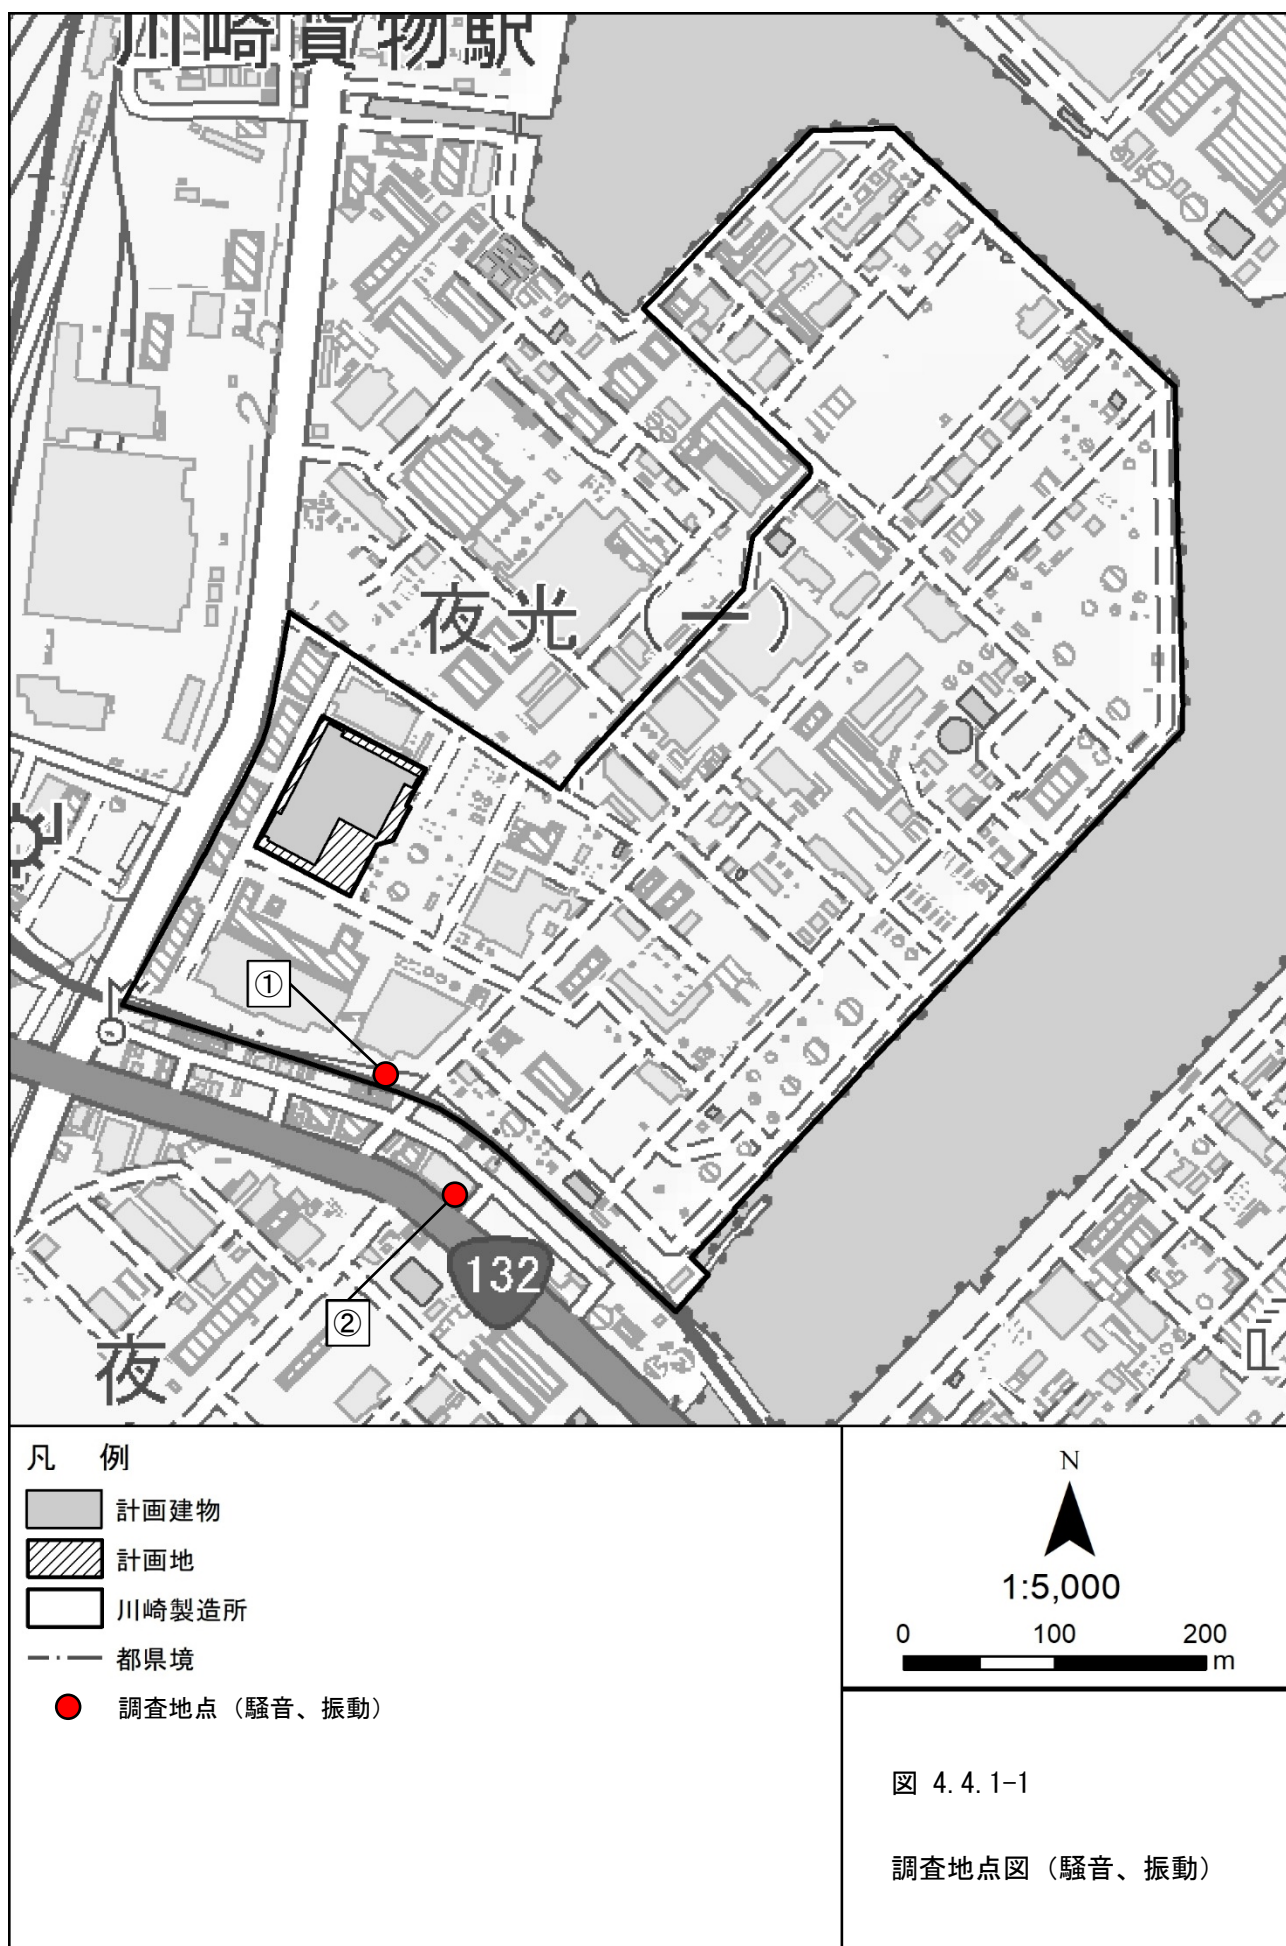 川崎貨物駅
25
夜光 (一)
①
②
132
夜
凡 例
計画建物
計画地
川崎製造所
都県境
調査地点（騒音、振動）
N
1:5,000
0 100 200
m
図 4.4.1-1
調査地点図（騒音、振動）